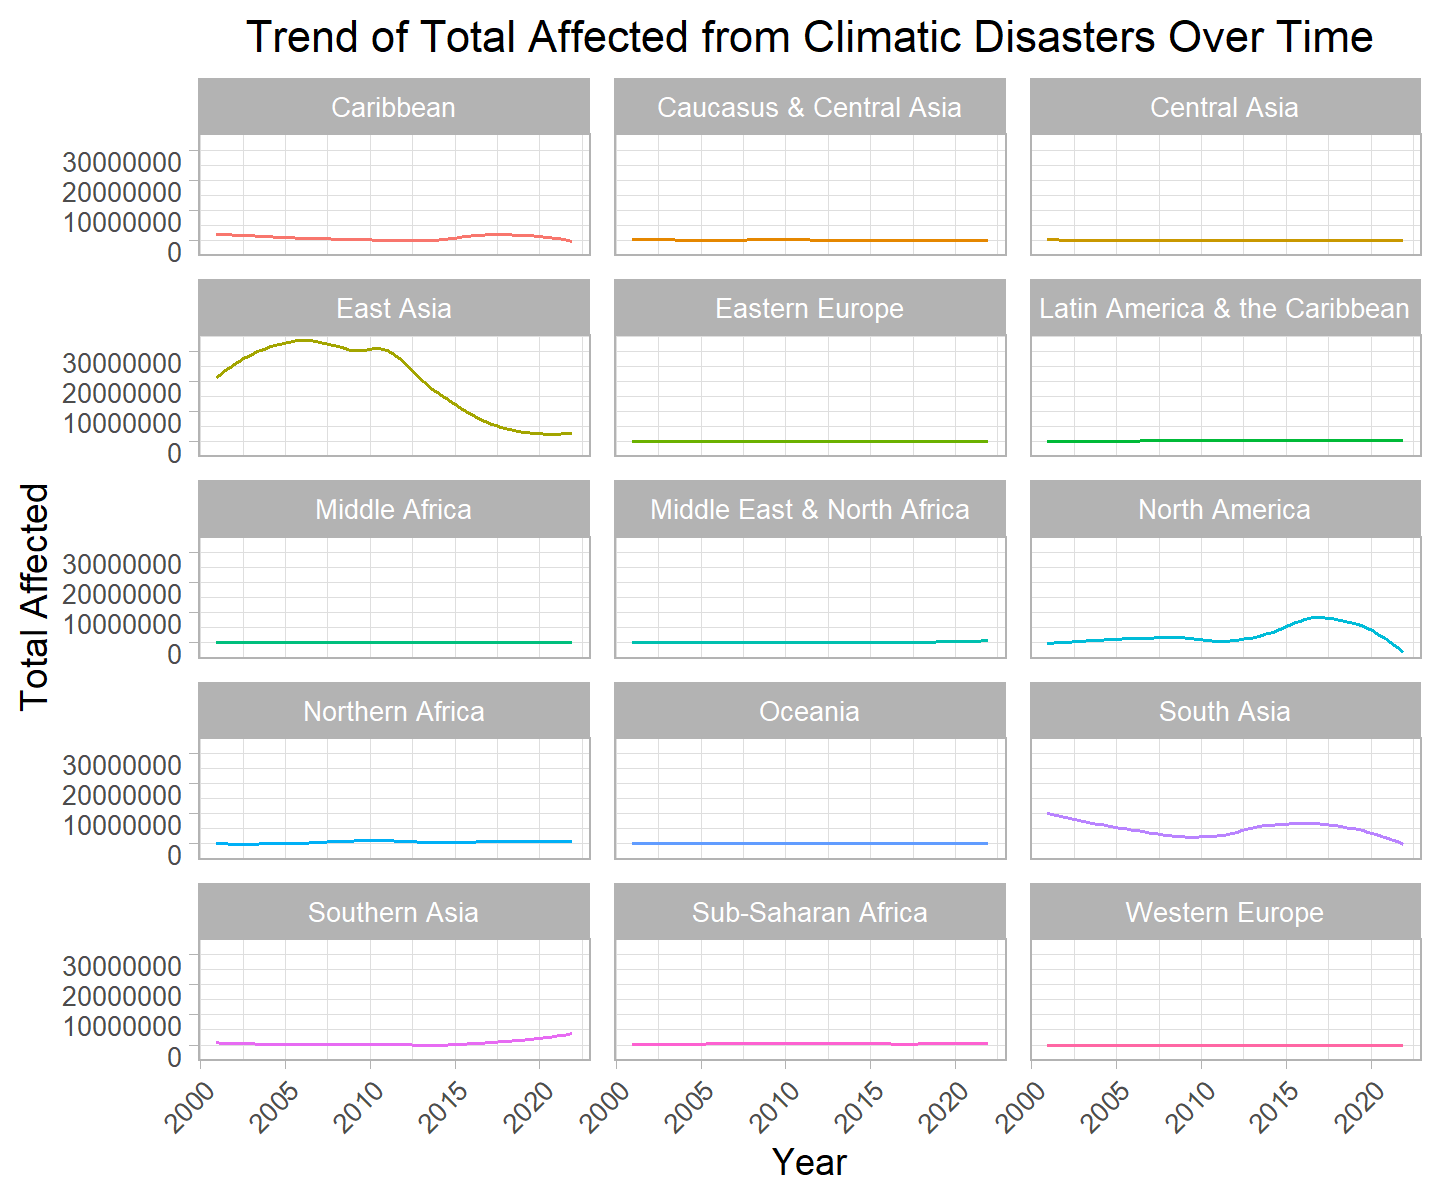 Trend of Total Affected from Climatic Disasters Over Time
Caribbean
Caucasus & Central Asia
Central Asia
30000000
20000000
10000000
0
East Asia
Eastern Europe
Latin America & the Caribbean
30000000
20000000
10000000
0
Middle Africa
Middle East & North Africa
North America
30000000
20000000
10000000
0
Northern Africa
Oceania
South Asia
30000000
20000000
10000000
0
Southern Asia
Sub-Saharan Africa
Western Europe
30000000
20000000
10000000
0
Total Affected
2000
2005
2010
2015
2020
2000
2005
2010
2015
2020
2000
2005
2010
2015
2020
Year